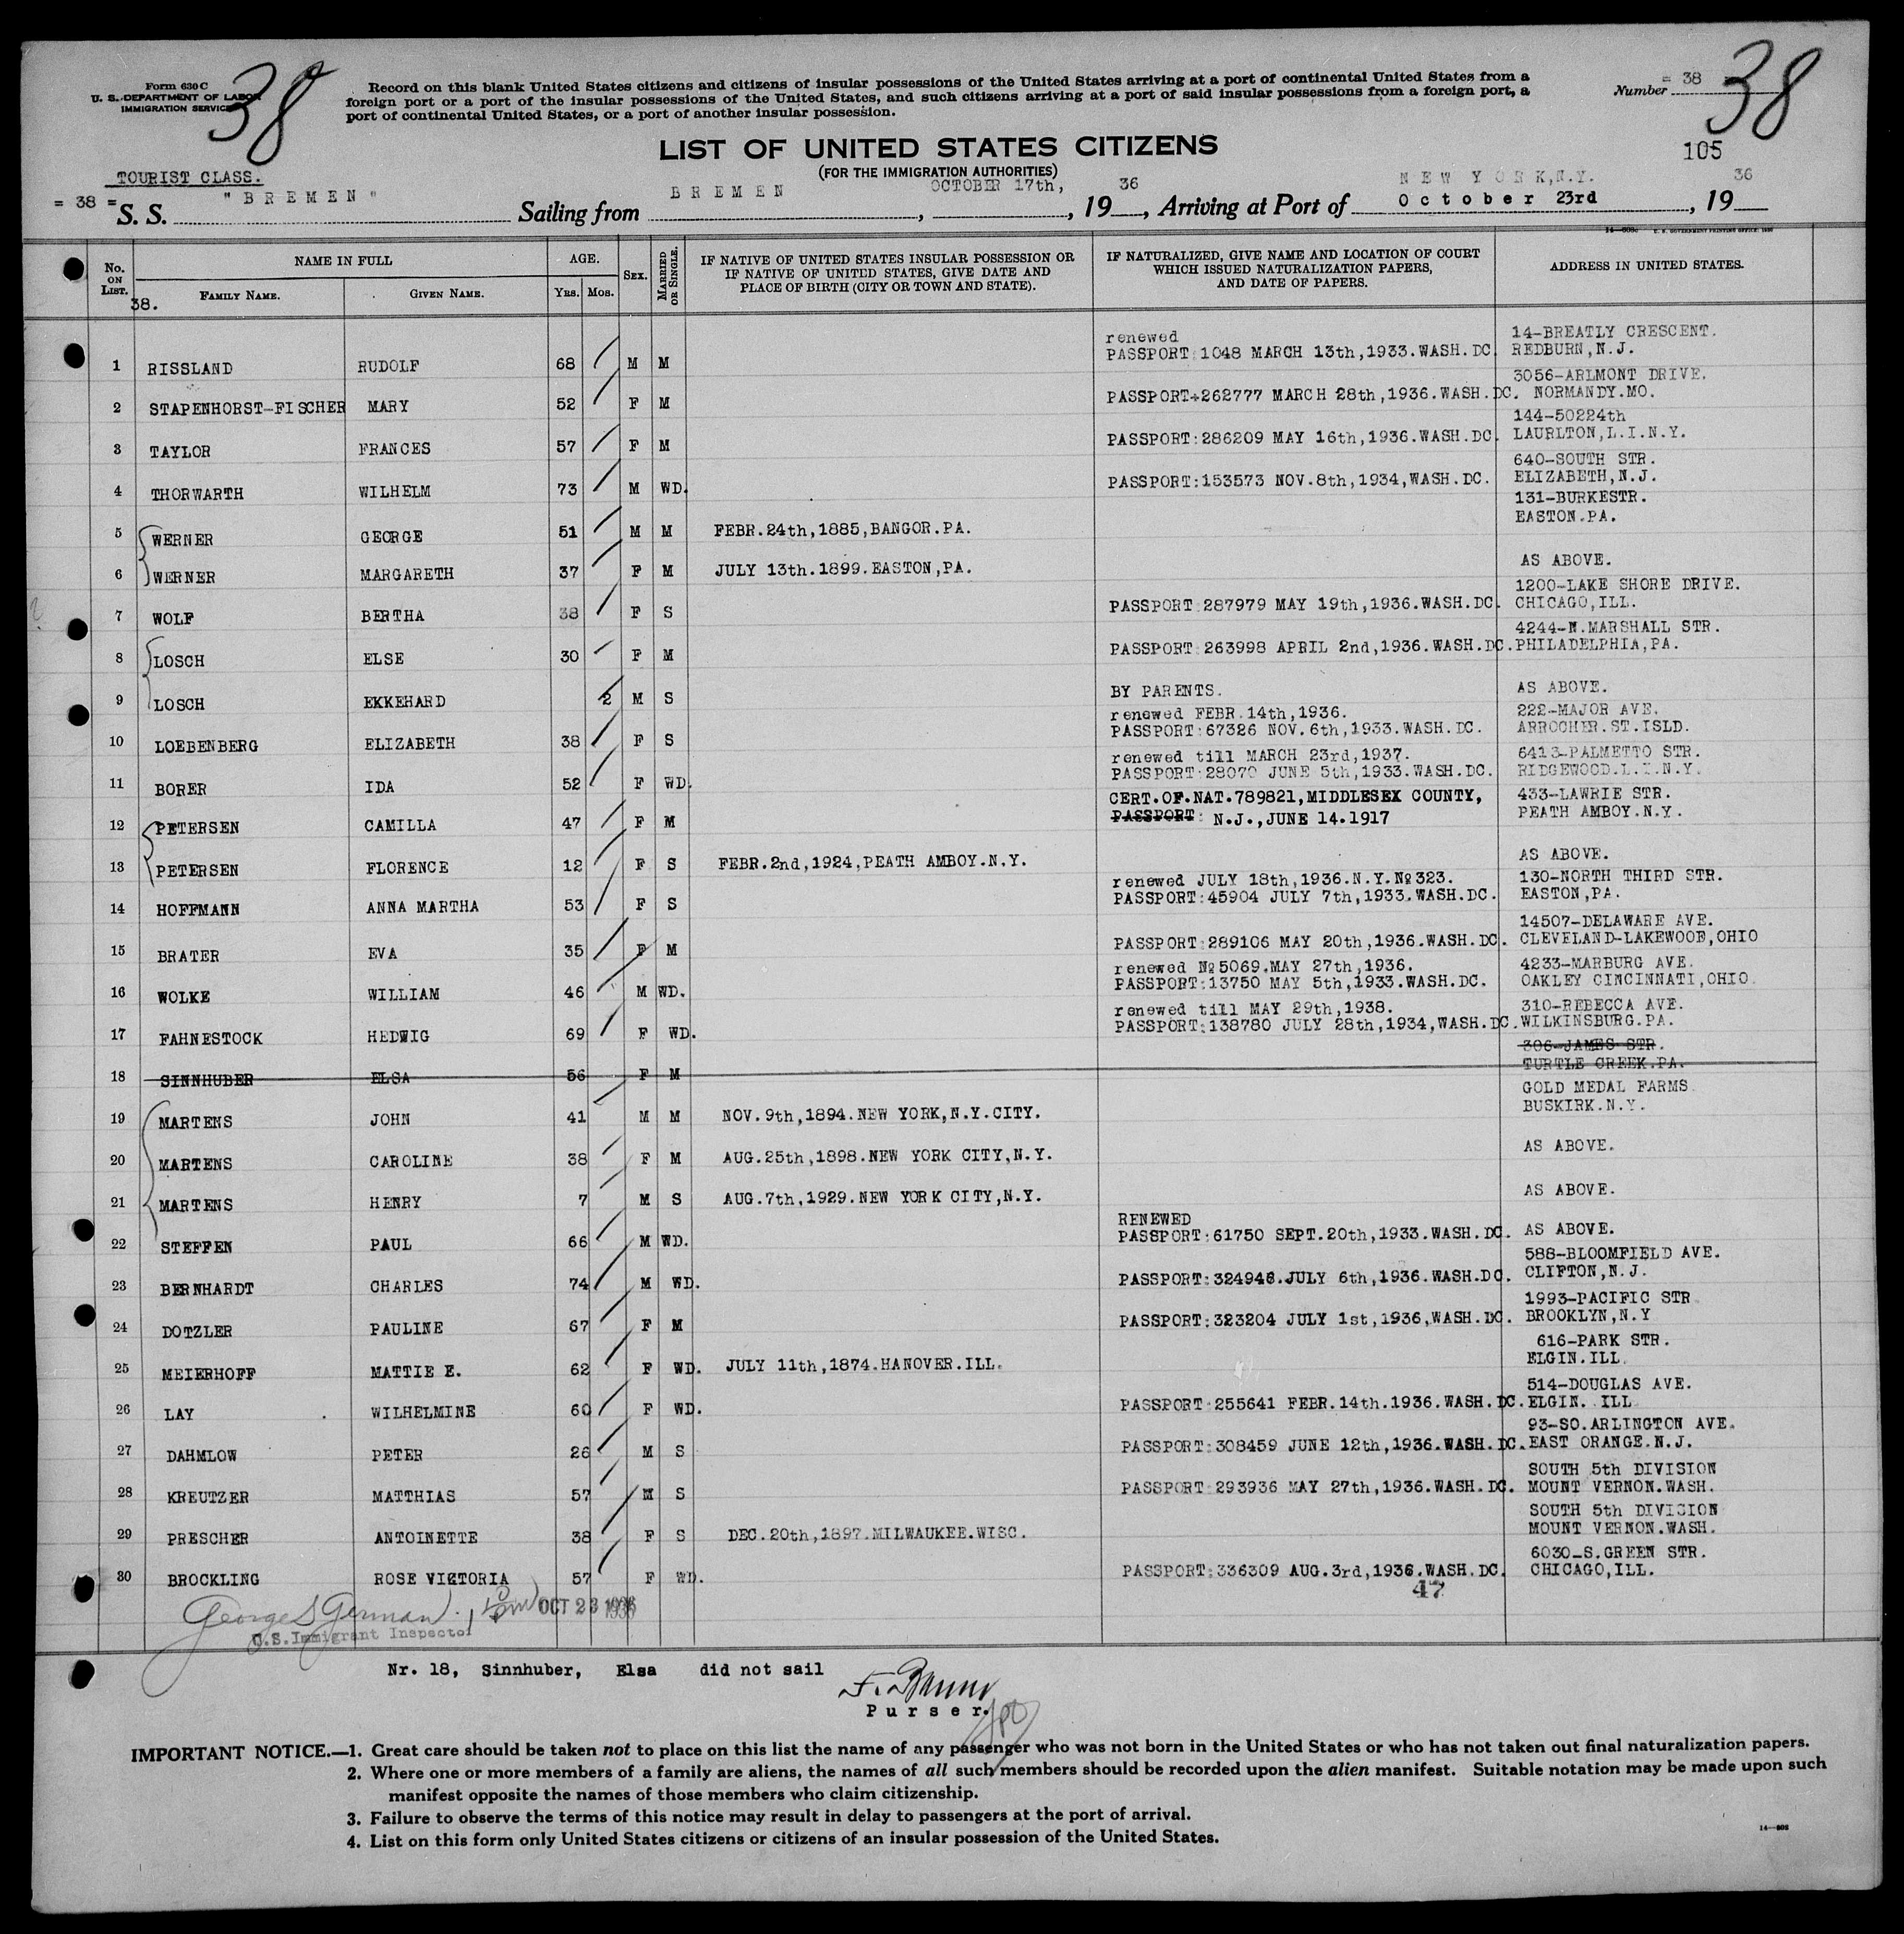 Form 630 C
U. S. DEPARTMENT OF LABOR
IMMIGRATION SERVICE
38
Record on this blank United States citizens and citizens of insular possessions of the United States arriving at a port of continental United States from a
foreign port or a port of the insular possessions of the United States, and such citizens arriving at a port of said insular possessions from a foreign port, a
port of continental United States, or a port of another insular possession.
Number = 38
38
LIST OF UNITED STATES CITIZENS
(FOR THE IMMIGRATION AUTHORITIES)
105
TOURIST CLASS.
= 38 = S. S. "BREMEN" Sailing from BREMEN, OCTOBER 17th, 1936, Arriving at Port of NEW YORK,N.Y. October 23rd, 1936
No. ON LIST. NAME IN FULL AGE. SEX. MARRIED OR SINGLE. IF NATIVE OF UNITED STATES INSULAR POSSESSION OR IF NATIVE OF UNITED STATES, GIVE DATE AND PLACE OF BIRTH (CITY OR TOWN AND STATE). IF NATURALIZED, GIVE NAME AND LOCATION OF COURT WHICH ISSUED NATURALIZATION PAPERS, AND DATE OF PAPERS. ADDRESS IN UNITED STATES.
38. FAMILY NAME. GIVEN NAME. YRS. MOS.
renewed 14-BREATLY CRESCENT.
1 RISSLAND RUDOLF 68 M M PASSPORT:1048 MARCH 13th,1933.WASH.DC. REDBURN,N.J.
3056-ARLMONT DRIVE.
2 STAPENHORST-FISCHER MARY 52 F M PASSPORT+262777 MARCH 28th,1936.WASH.DC. NORMANDY.MO.
144-50224th
3 TAYLOR FRANCES 57 F M PASSPORT:286209 MAY 16th,1936.WASH.DC. LAURLTON,L.I.N.Y.
640-SOUTH STR.
4 THORWARTH WILHELM 73 M WD. PASSPORT:153573 NOV.8th,1934,WASH.DC. ELIZABETH,N.J.
131-BURKESTR.
5 WERNER GEORGE 51 M M FEBR.24th,1885,BANGOR.PA. EASTON.PA.
6 WERNER MARGARETH 37 F M JULY 13th.1899.EASTON,PA. AS ABOVE.
1200-LAKE SHORE DRIVE.
7 WOLF BERTHA 38 F S PASSPORT:287979 MAY 19th,1936.WASH.DC. CHICAGO,ILL.
4244-N.MARSHALL STR.
8 LOSCH ELSE 30 F M PASSPORT:263998 APRIL 2nd,1936.WASH.DC. PHILADELPHIA,PA.
9 LOSCH EKKEHARD 2 M S BY PARENTS. AS ABOVE.
renewed FEBR.14th,1936. 222-MAJOR AVE.
10 LOEBENBERG ELIZABETH 38 F S PASSPORT:67326 NOV.6th,1933.WASH.DC. ARROCHER.ST.ISLD.
renewed till MARCH 23rd,1937. 6413-PALMETTO STR.
11 BORER IDA 52 F WD. PASSPORT:28070 JUNE 5th,1933.WASH.DC. RIDGEWOOD.L.I.N.Y.
CERT.OF.NAT.789821,MIDDLESEX COUNTY, 433-LAWRIE STR.
12 PETERSEN CAMILLA 47 F M PASSPORT: N.J.,JUNE 14.1917 PEATH AMBOY.N.Y.
13 PETERSEN FLORENCE 12 F S FEBR.2nd,1924,PEATH AMBOY.N.Y. AS ABOVE.
renewed JULY 18th,1936.N.Y.№323. 130-NORTH THIRD STR.
14 HOFFMANN ANNA MARTHA 53 F S PASSPORT:45904 JULY 7th,1933.WASH.DC. EASTON,PA.
14507-DELAWARE AVE.
15 BRATER EVA 35 F M PASSPORT:289106 MAY 20th,1936.WASH.DC. CLEVELAND-LAKEWOOD,OHIO
renewed №5069.MAY 27th,1936. 4233-MARBURG AVE.
16 WOLKE WILLIAM 46 M WD. PASSPORT:13750 MAY 5th,1933.WASH.DC. OAKLEY CINCINNATI,OHIO.
renewed till MAY 29th,1938. 310-REBECCA AVE.
17 FAHNESTOCK HEDWIG 69 F WD. PASSPORT:138780 JULY 28th,1934,WASH.DC. WILKINSBURG.PA.
306-JAMES STR.
18 SINNHUBER ELSA 56 F M TURTLE CREEK.PA.
GOLD MEDAL FARMS
19 MARTENS JOHN 41 M M NOV.9th,1894.NEW YORK,N.Y.CITY. BUSKIRK.N.Y.
20 MARTENS CAROLINE 38 F M AUG.25th,1898.NEW YORK CITY,N.Y. AS ABOVE.
21 MARTENS HENRY 7 M S AUG.7th,1929.NEW YORK CITY,N.Y. AS ABOVE.
RENEWED
22 STEFFEN PAUL 66 M WD. PASSPORT:61750 SEPT.20th,1933.WASH.DC. AS ABOVE.
588-BLOOMFIELD AVE.
23 BERNHARDT CHARLES 74 M WD. PASSPORT:324946.JULY 6th,1936.WASH.DC. CLIFTON,N.J.
1993-PACIFIC STR
24 DOTZLER PAULINE 67 F M PASSPORT:323204 JULY 1st,1936,WASH.DC. BROOKLYN,N.Y
616-PARK STR.
25 MEIERHOFF MATTIE E. 62 F WD. JULY 11th,1874.HANOVER.ILL. ELGIN.ILL.
514-DOUGLAS AVE.
26 LAY WILHELMINE 60 F WD. PASSPORT:255641 FEBR.14th.1936.WASH.DC. ELGIN. ILL
93-SO.ARLINGTON AVE.
27 DAHMLOW PETER 26 M S PASSPORT:308459 JUNE 12th,1936.WASH.DC. EAST ORANGE.N.J.
SOUTH 5th DIVISION
28 KREUTZER MATTHIAS 57 M S PASSPORT:293936 MAY 27th,1936.WASH.DC. MOUNT VERNON.WASH.
SOUTH 5th DIVISION
29 PRESCHER ANTOINETTE 38 F S DEC.20th,1897.MILWAUKEE.WISC. MOUNT VERNON.WASH.
6030-S.GREEN STR.
30 BROCKLING ROSE VICTORIA 57 F WD. PASSPORT:336309 AUG.3rd,1936.WASH.DC. CHICAGO,ILL.
47
George S German OCT 23 1936
U.S. Immigrant Inspector
Nr. 18, Sinnhuber, Elsa did not sail
Purser.
IMPORTANT NOTICE.—1. Great care should be taken not to place on this list the name of any passenger who was not born in the United States or who has not taken out final naturalization papers.
2. Where one or more members of a family are aliens, the names of all such members should be recorded upon the alien manifest. Suitable notation may be made upon such
manifest opposite the names of those members who claim citizenship.
3. Failure to observe the terms of this notice may result in delay to passengers at the port of arrival.
4. List on this form only United States citizens or citizens of an insular possession of the United States.